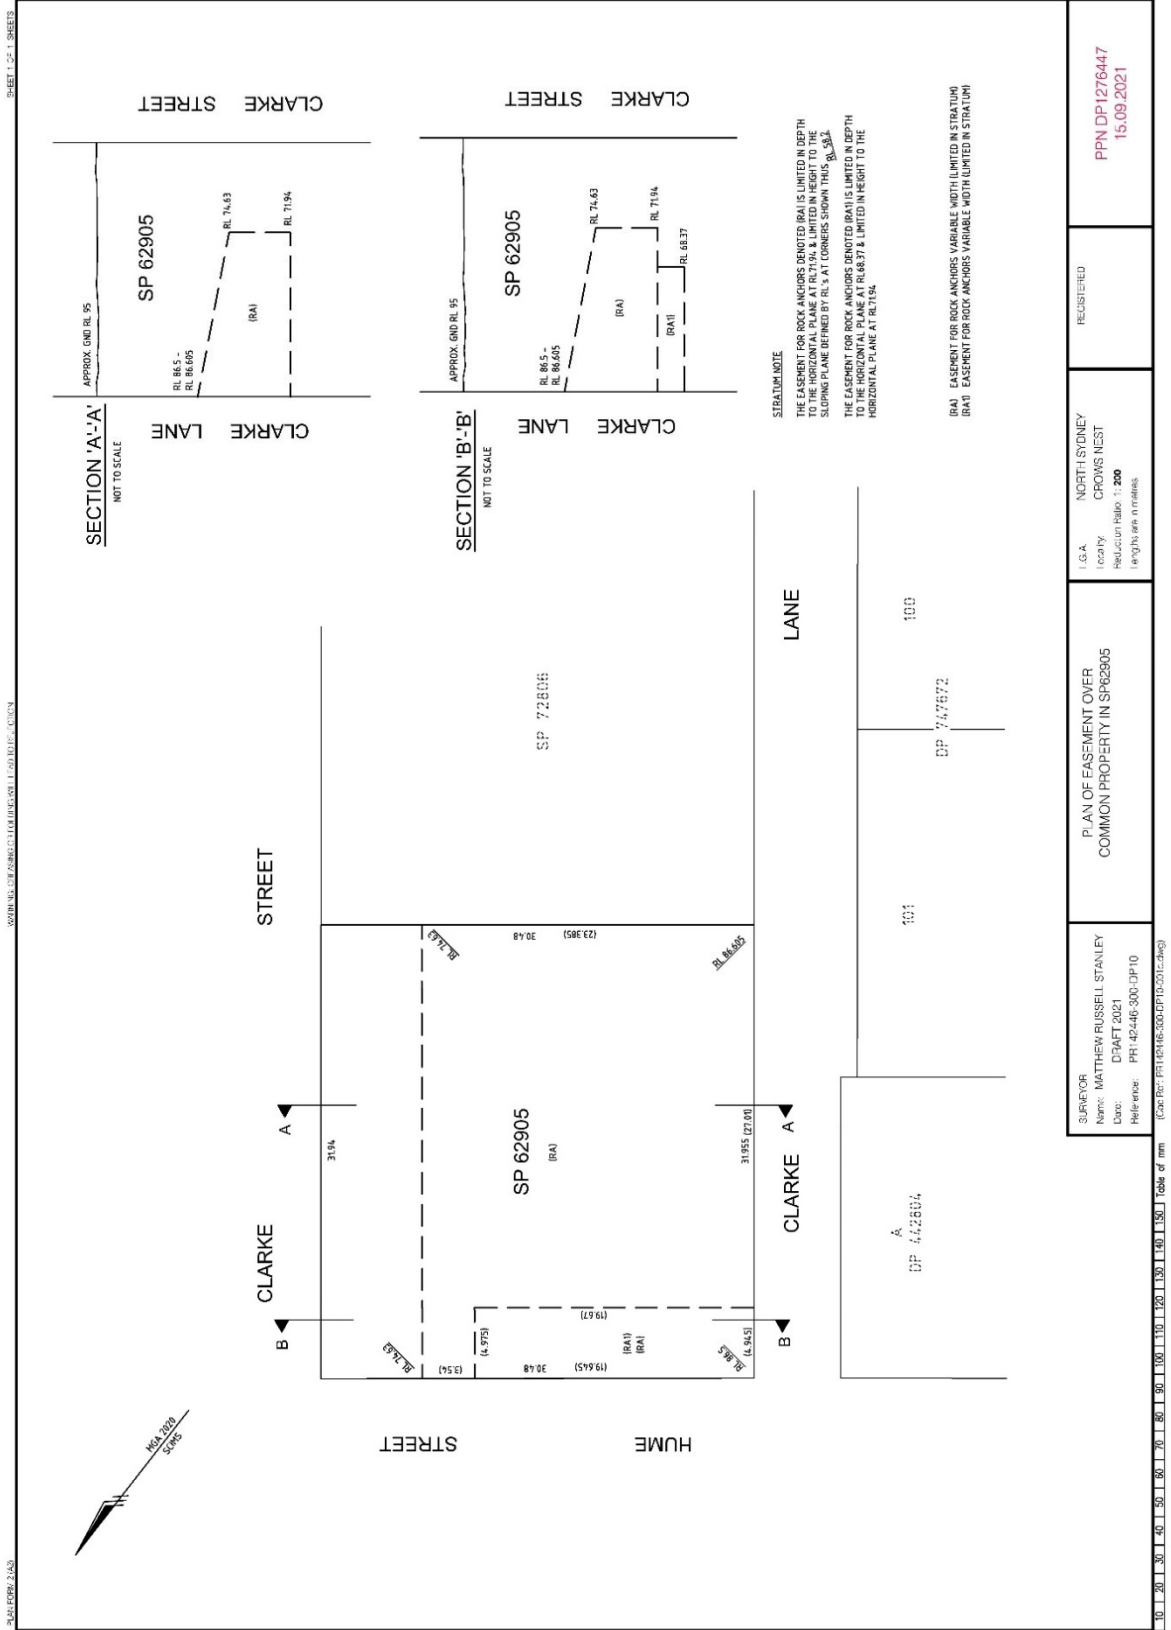 PLAN FORM 2 (A2)
WARNING: CREASING OR FOLDING WILL LEAD TO REJECTION
SHEET 1 OF 1 SHEETS
MGA 2020
SCIMS
SECTION 'A'-'A'
NOT TO SCALE
CLARKE LANE
APPROX. GND RL 95
RL 86.5 -
RL 86.605
SP 62905
(RA)
RL 74.63
RL 71.94
CLARKE STREET
SECTION 'B'-'B'
NOT TO SCALE
CLARKE LANE
APPROX. GND RL 95
RL 86.5 -
RL 86.605
SP 62905
(RA)
(RA1)
RL 74.63
RL 71.94
RL 68.37
CLARKE STREET
CLARKE
STREET
B
A
31.94
HUME
STREET
RL 74.63
RL 74.63
(3.54)
(4.975)
30.48
(19.645)
(19.67)
(RA1)
(RA)
RL 86.5
(4.945)
SP 62905
(RA)
30.48
(23.385)
RL 86.605
31.955 (27.01)
B
A
CLARKE
LANE
SP 72806
A
DP 442804
101
100
DP 747672
STRATUM NOTE
THE EASEMENT FOR ROCK ANCHORS DENOTED (RA) IS LIMITED IN DEPTH
TO THE HORIZONTAL PLANE AT RL71.94 & LIMITED IN HEIGHT TO THE
SLOPING PLANE DEFINED BY RL's AT CORNERS SHOWN THUS RL 58.2
THE EASEMENT FOR ROCK ANCHORS DENOTED (RA1) IS LIMITED IN DEPTH
TO THE HORIZONTAL PLANE AT RL68.37 & LIMITED IN HEIGHT TO THE
HORIZONTAL PLANE AT RL71.94
(RA) EASEMENT FOR ROCK ANCHORS VARIABLE WIDTH (LIMITED IN STRATUM)
(RA1) EASEMENT FOR ROCK ANCHORS VARIABLE WIDTH (LIMITED IN STRATUM)
SURVEYOR
Name: MATTHEW RUSSELL STANLEY
Date: DRAFT 2021
Reference: PR142446-300-DP10
PLAN OF EASEMENT OVER
COMMON PROPERTY IN SP62905
L.G.A. NORTH SYDNEY
Locality: CROWS NEST
Reduction Ratio: 1: 200
Lengths are in metres.
REGISTERED
PPN DP1276447
15.09.2021
10 20 30 40 50 60 70 80 90 100 110 120 130 140 150 Table of mm